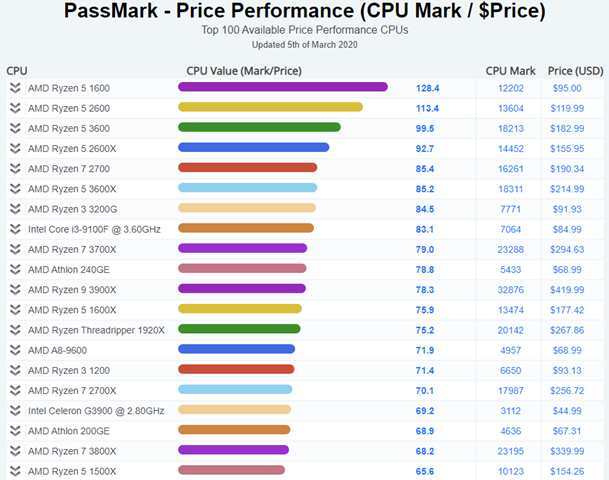 PassMark - Price Performance (CPU Mark / $Price)
Top 100 Available Price Performance CPUs
Updated 5th of March 2020
CPU CPU Value (Mark/Price) CPU Mark Price (USD)
AMD Ryzen 5 1600 128.4 12202 $95.00
AMD Ryzen 5 2600 113.4 13604 $119.99
AMD Ryzen 5 3600 99.5 18213 $182.99
AMD Ryzen 5 2600X 92.7 14452 $155.95
AMD Ryzen 7 2700 85.4 16261 $190.34
AMD Ryzen 5 3600X 85.2 18311 $214.99
AMD Ryzen 3 3200G 84.5 7771 $91.93
Intel Core i3-9100F @ 3.60GHz 83.1 7064 $84.99
AMD Ryzen 7 3700X 79.0 23288 $294.63
AMD Athlon 240GE 78.8 5433 $68.99
AMD Ryzen 9 3900X 78.3 32876 $419.99
AMD Ryzen 5 1600X 75.9 13474 $177.42
AMD Ryzen Threadripper 1920X 75.2 20142 $267.86
AMD A8-9600 71.9 4957 $68.99
AMD Ryzen 3 1200 71.4 6650 $93.13
AMD Ryzen 7 2700X 70.1 17987 $256.72
Intel Celeron G3900 @ 2.80GHz 69.2 3112 $44.99
AMD Athlon 200GE 68.9 4636 $67.31
AMD Ryzen 7 3800X 68.2 23195 $339.99
AMD Ryzen 5 1500X 65.6 10123 $154.26